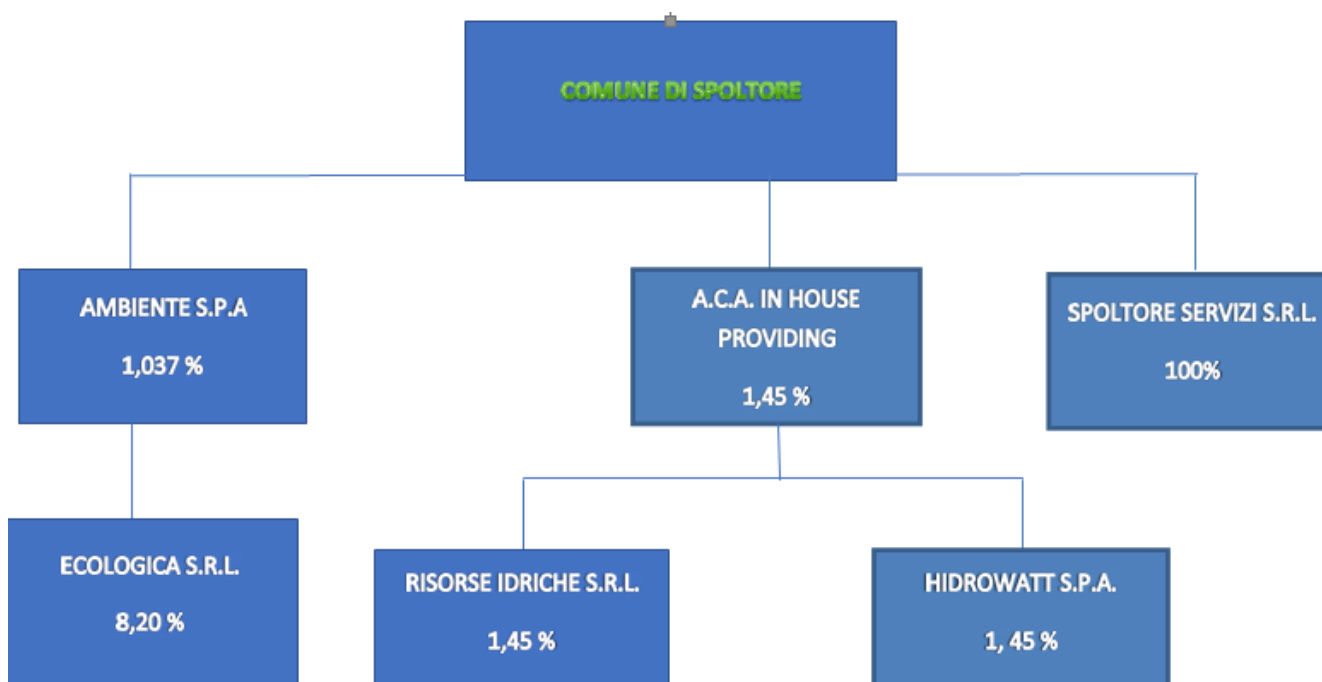 COMUNE DI SPOLTORE
AMBIENTE S.P.A
1,037 %
A.C.A. IN HOUSE
PROVIDING
1,45 %
SPOLTORE SERVIZI S.R.L.
100%
ECOLOGICA S.R.L.
8,20 %
RISORSE IDRICHE S.R.L.
1,45 %
HIDROWATT S.P.A.
1, 45 %